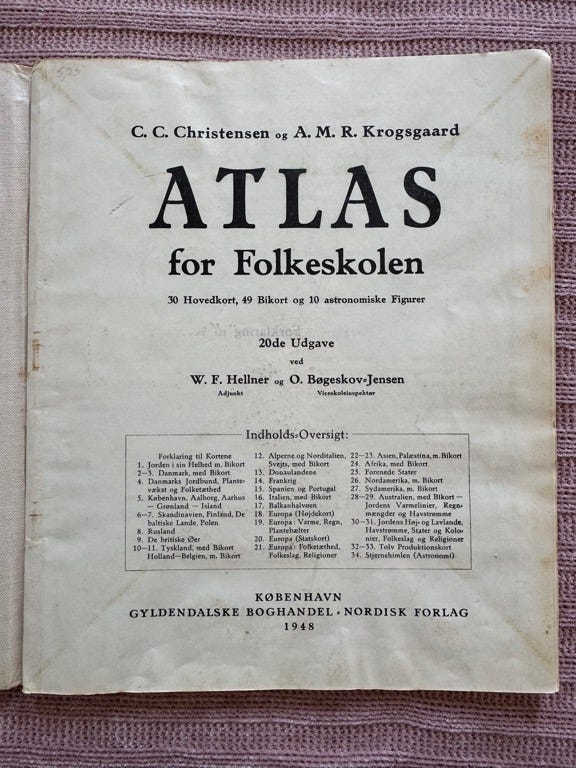 C. C. Christensen og A. M. R. Krogsgaard
ATLAS
for Folkeskolen
30 Hovedkort, 49 Bikort og 10 astronomiske Figurer
20de Udgave
ved
W. F. Hellner og O. Bøgeskov-Jensen
Adjunkt Viceskoleinspektør
Indholds-Oversigt:
Forklaring til Kortene
1. Jorden i sin Helhed m. Bikort
2—3. Danmark, med Bikort
4. Danmarks Jordbund, Plante-
vækst og Folketæthed
5. København, Aalborg, Aarhus
— Grønland — Island
6—7. Skandinavien, Finland, De
baltiske Lande, Polen
8. Rusland
9. De britiske Øer
10—11. Tyskland, med Bikort
Holland—Belgien, m. Bikort
12. Alperne og Norditalien,
Svejts, med Bikort
13. Donaulandene
14. Frankrig
15. Spanien og Portugal
16. Italien, med Bikort
17. Balkanhalvøen
18. Europa (Højdekort)
19. Europa: Varme, Regn,
Plantebælter
20. Europa (Statskort)
21. Europa: Folketæthed,
Folkeslag, Religioner
22—23. Asien, Palæstina, m. Bikort
24. Afrika, med Bikort
25. Forenede Stater
26. Nordamerika, m. Bikort
27. Sydamerika, m. Bikort
28—29. Australien, med Bikort —
Jordens Varmelinier, Regn-
mængder og Havstrømme
30—31. Jordens Høj- og Lavlande,
Havstrømme, Stater og Kolo-
nier, Folkeslag og Religioner
32—33. Tolv Produktionskort
34. Stjernehimlen (Astronomi)
KØBENHAVN
GYLDENDALSKE BOGHANDEL - NORDISK FORLAG
1948